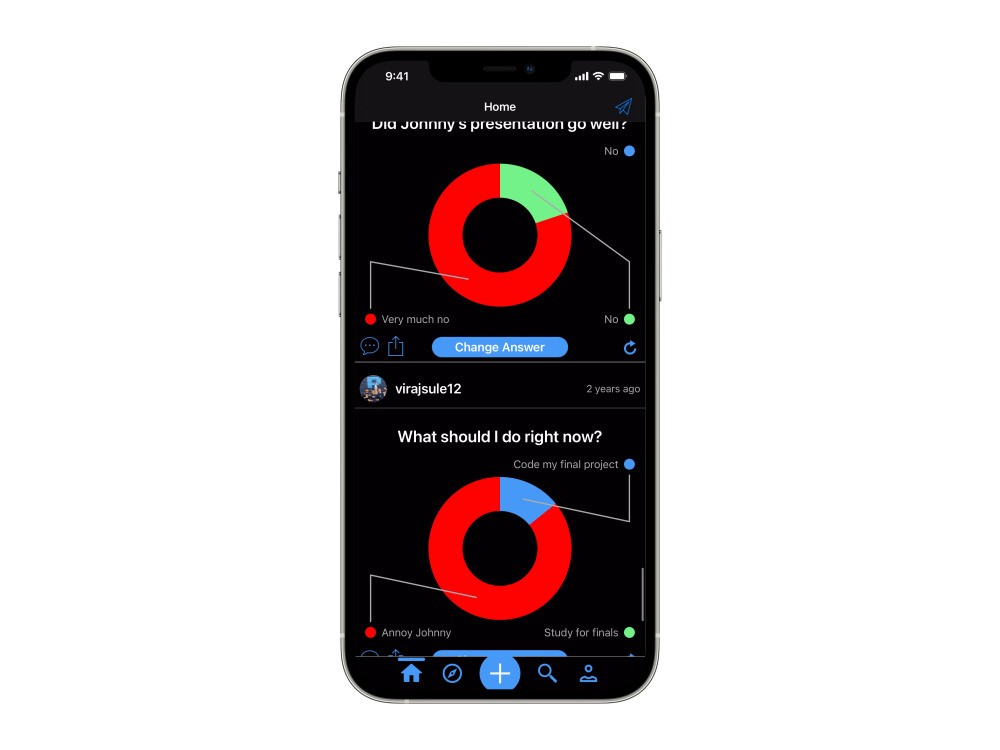 9:41
Home
Did Johnny's presentation go well?
No
Very much no
No
Change Answer
virajsule12
2 years ago
What should I do right now?
Code my final project
Annoy Johnny
Study for finals